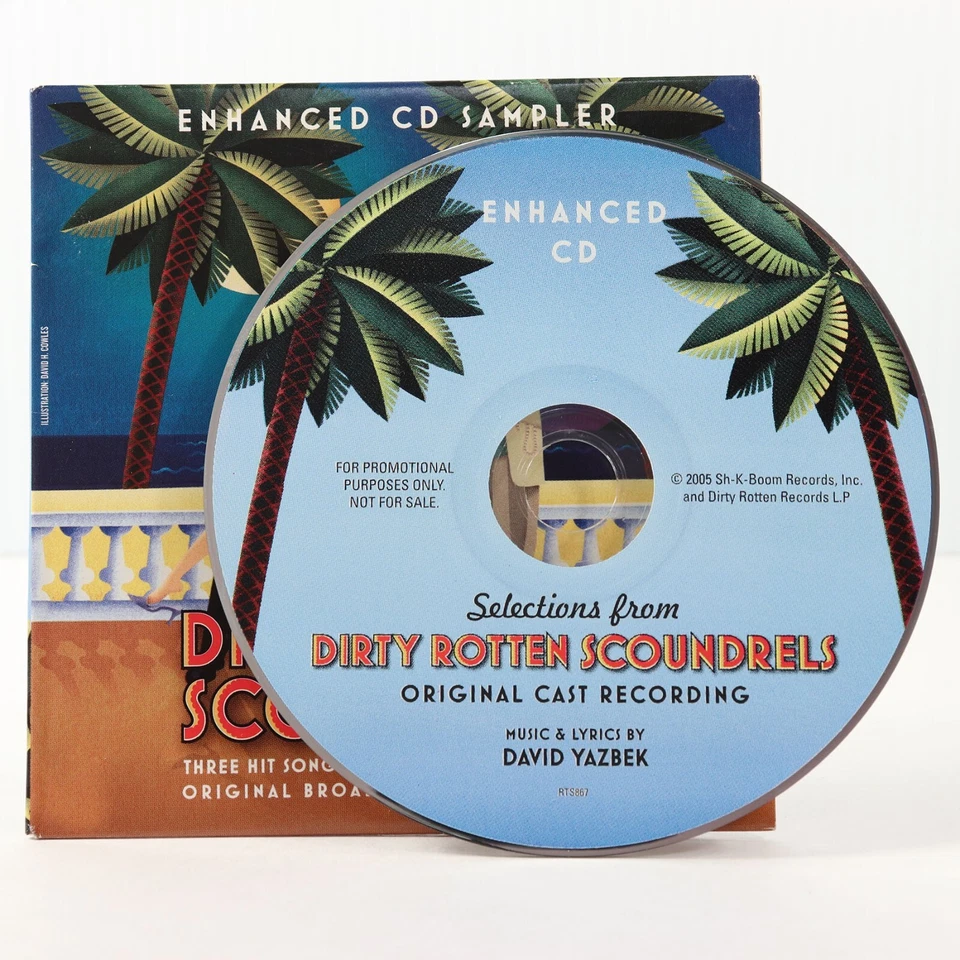 ENHANCED CD SAMPLER
ILLUSTRATION: DAVID H. COWLES
THREE HIT SONG
ORIGINAL
ENHANCED
CD
FOR PROMOTIONAL
PURPOSES ONLY.
NOT FOR SALE.
© 2005 Sh-K-Boom Records, Inc.
and Dirty Rotten Records L.P
Selections from
DIRTY ROTTEN SCOUNDRELS
ORIGINAL CAST RECORDING
MUSIC & LYRICS BY
DAVID YAZBEK
RTS867